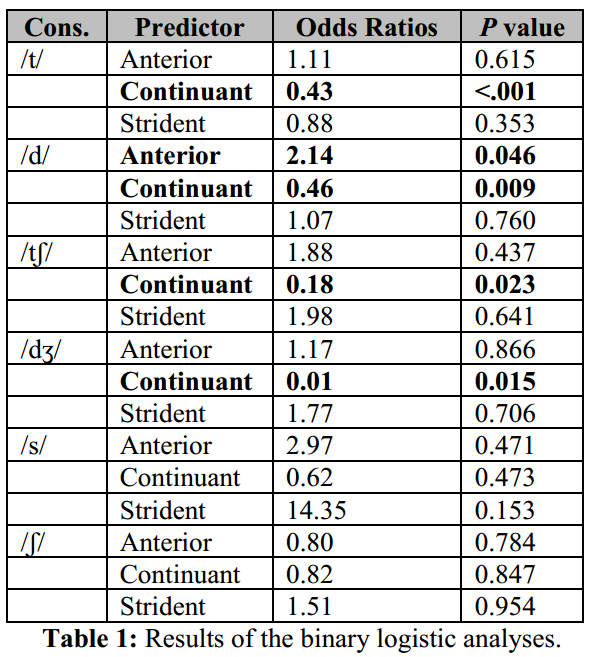 Cons. Predictor Odds Ratios P value
/t/ Anterior 1.11 0.615
Continuant 0.43 <.001
Strident 0.88 0.353
/d/ Anterior 2.14 0.046
Continuant 0.46 0.009
Strident 1.07 0.760
/tʃ/ Anterior 1.88 0.437
Continuant 0.18 0.023
Strident 1.98 0.641
/dʒ/ Anterior 1.17 0.866
Continuant 0.01 0.015
Strident 1.77 0.706
/s/ Anterior 2.97 0.471
Continuant 0.62 0.473
Strident 14.35 0.153
/ʃ/ Anterior 0.80 0.784
Continuant 0.82 0.847
Strident 1.51 0.954
Table 1: Results of the binary logistic analyses.